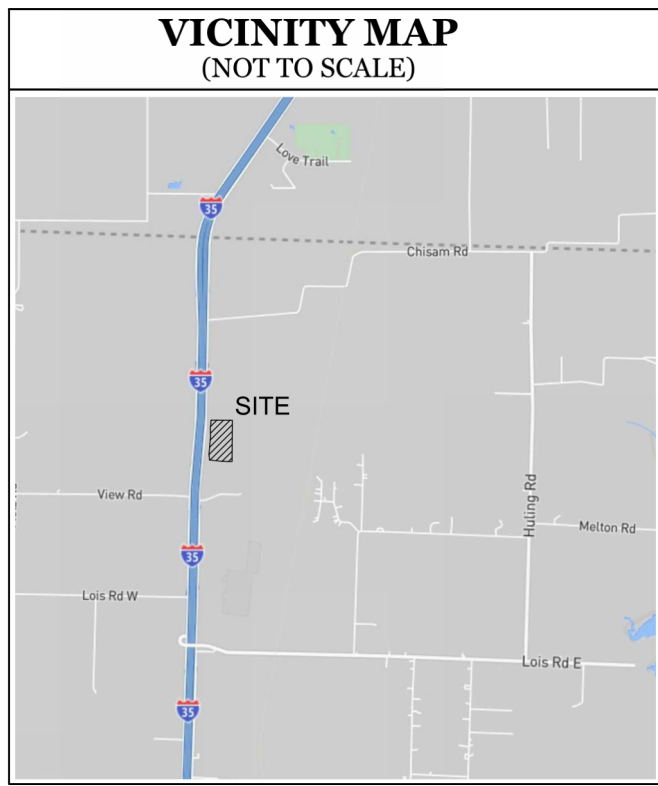 VICINITY MAP
(NOT TO SCALE)
Love Trail
35
Chisam Rd
35
SITE
View Rd
Huling Rd
Melton Rd
35
Lois Rd W
Lois Rd E
35